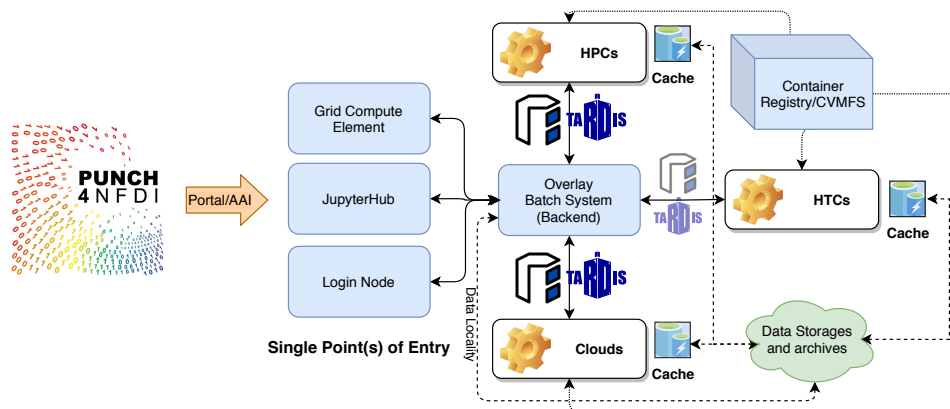 PUNCH
4NFDI
Portal/AAI
Grid Compute
Element
JupyterHub
Login Node
Single Point(s) of Entry
HPCs
Cache
TARDIS
Overlay
Batch System
(Backend)
TARDIS
Container
Registry/CVMFS
HTCs
Cache
TARDIS
Data Locality
Clouds
Cache
Data Storages
and archives